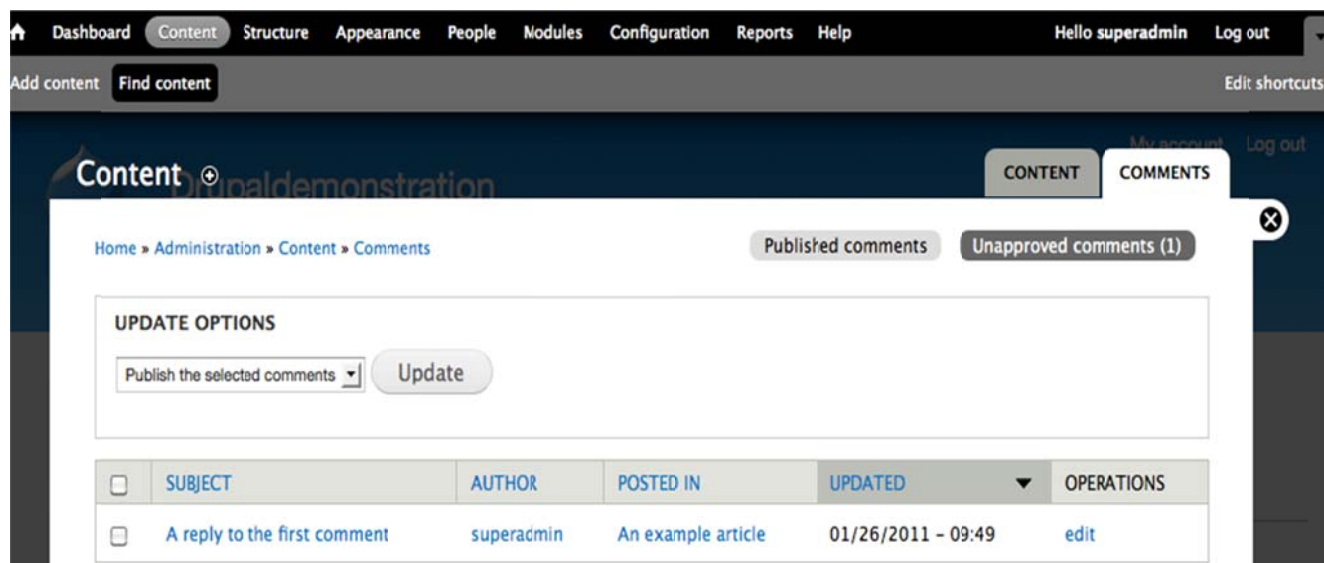 Dashboard Content Structure Appearance People Modules Configuration Reports Help Hello superadmin Log out
Add content Find content Edit shortcuts
My account Log out
Content Drupaldemonstration CONTENT COMMENTS
Home » Administration » Content » Comments Published comments Unapproved comments (1)
UPDATE OPTIONS
Publish the selected comments Update
SUBJECT AUTHOR POSTED IN UPDATED OPERATIONS
A reply to the first comment superadmin An example article 01/26/2011 – 09:49 edit